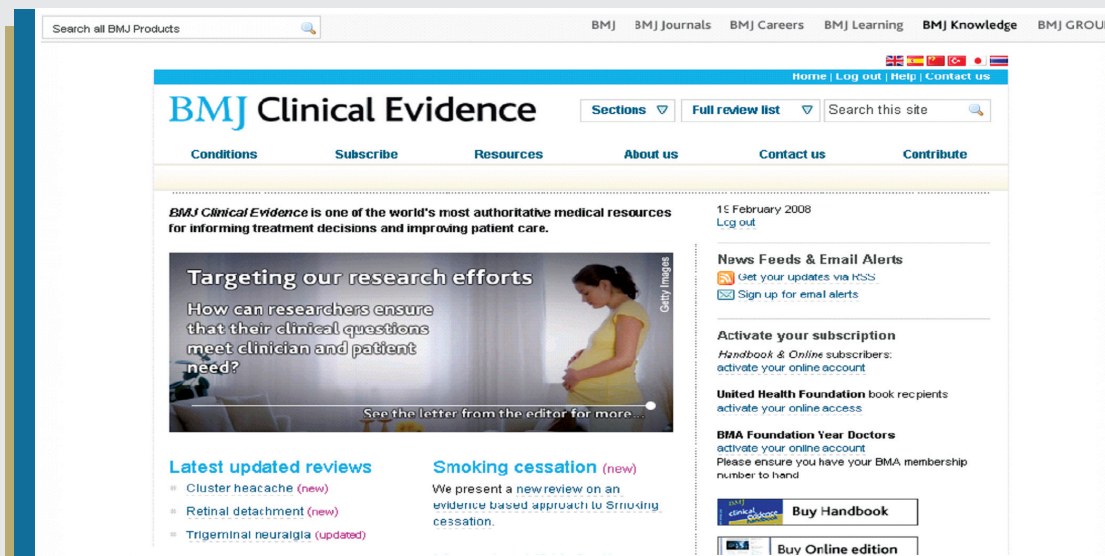 Search all BMJ Products
BMJ BMJ Journals BMJ Careers BMJ Learning BMJ Knowledge BMJ GROU
Home | Log out | Help | Contact us
BMJ Clinical Evidence
Sections Full review list Search this site
Conditions Subscribe Resources About us Contact us Contribute
BMJ Clinical Evidence is one of the world's most authoritative medical resources
for informing treatment decisions and improving patient care.
Targeting our research efforts
How can researchers ensure
that their clinical questions
meet clinician and patient
need?
See the letter from the editor for more...
Getty Images
Latest updated reviews
Cluster headache (new)
Retinal detachment (new)
Trigeminal neuralgia (updated)
Smoking cessation (new)
We present a new review on an
evidence based approach to Smoking
cessation.
19 February 2008
Log out
News Feeds & Email Alerts
Get your updates via RSS
Sign up for email alerts
Activate your subscription
Handbook & Online subscribers:
activate your online account
United Health Foundation book recipients
activate your online access
BMA Foundation Year Doctors
activate your online account
Please ensure you have your BMA membership
number to hand
BMJ
clinical evidence
handbook
Buy Handbook
Buy Online edition